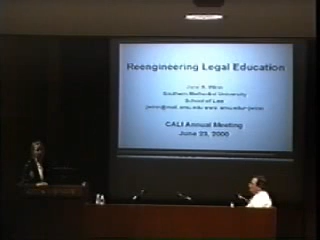 Reengineering Legal Education
Southern Methodist University
School of Law
CALI Annual Meeting
June 23, 2000